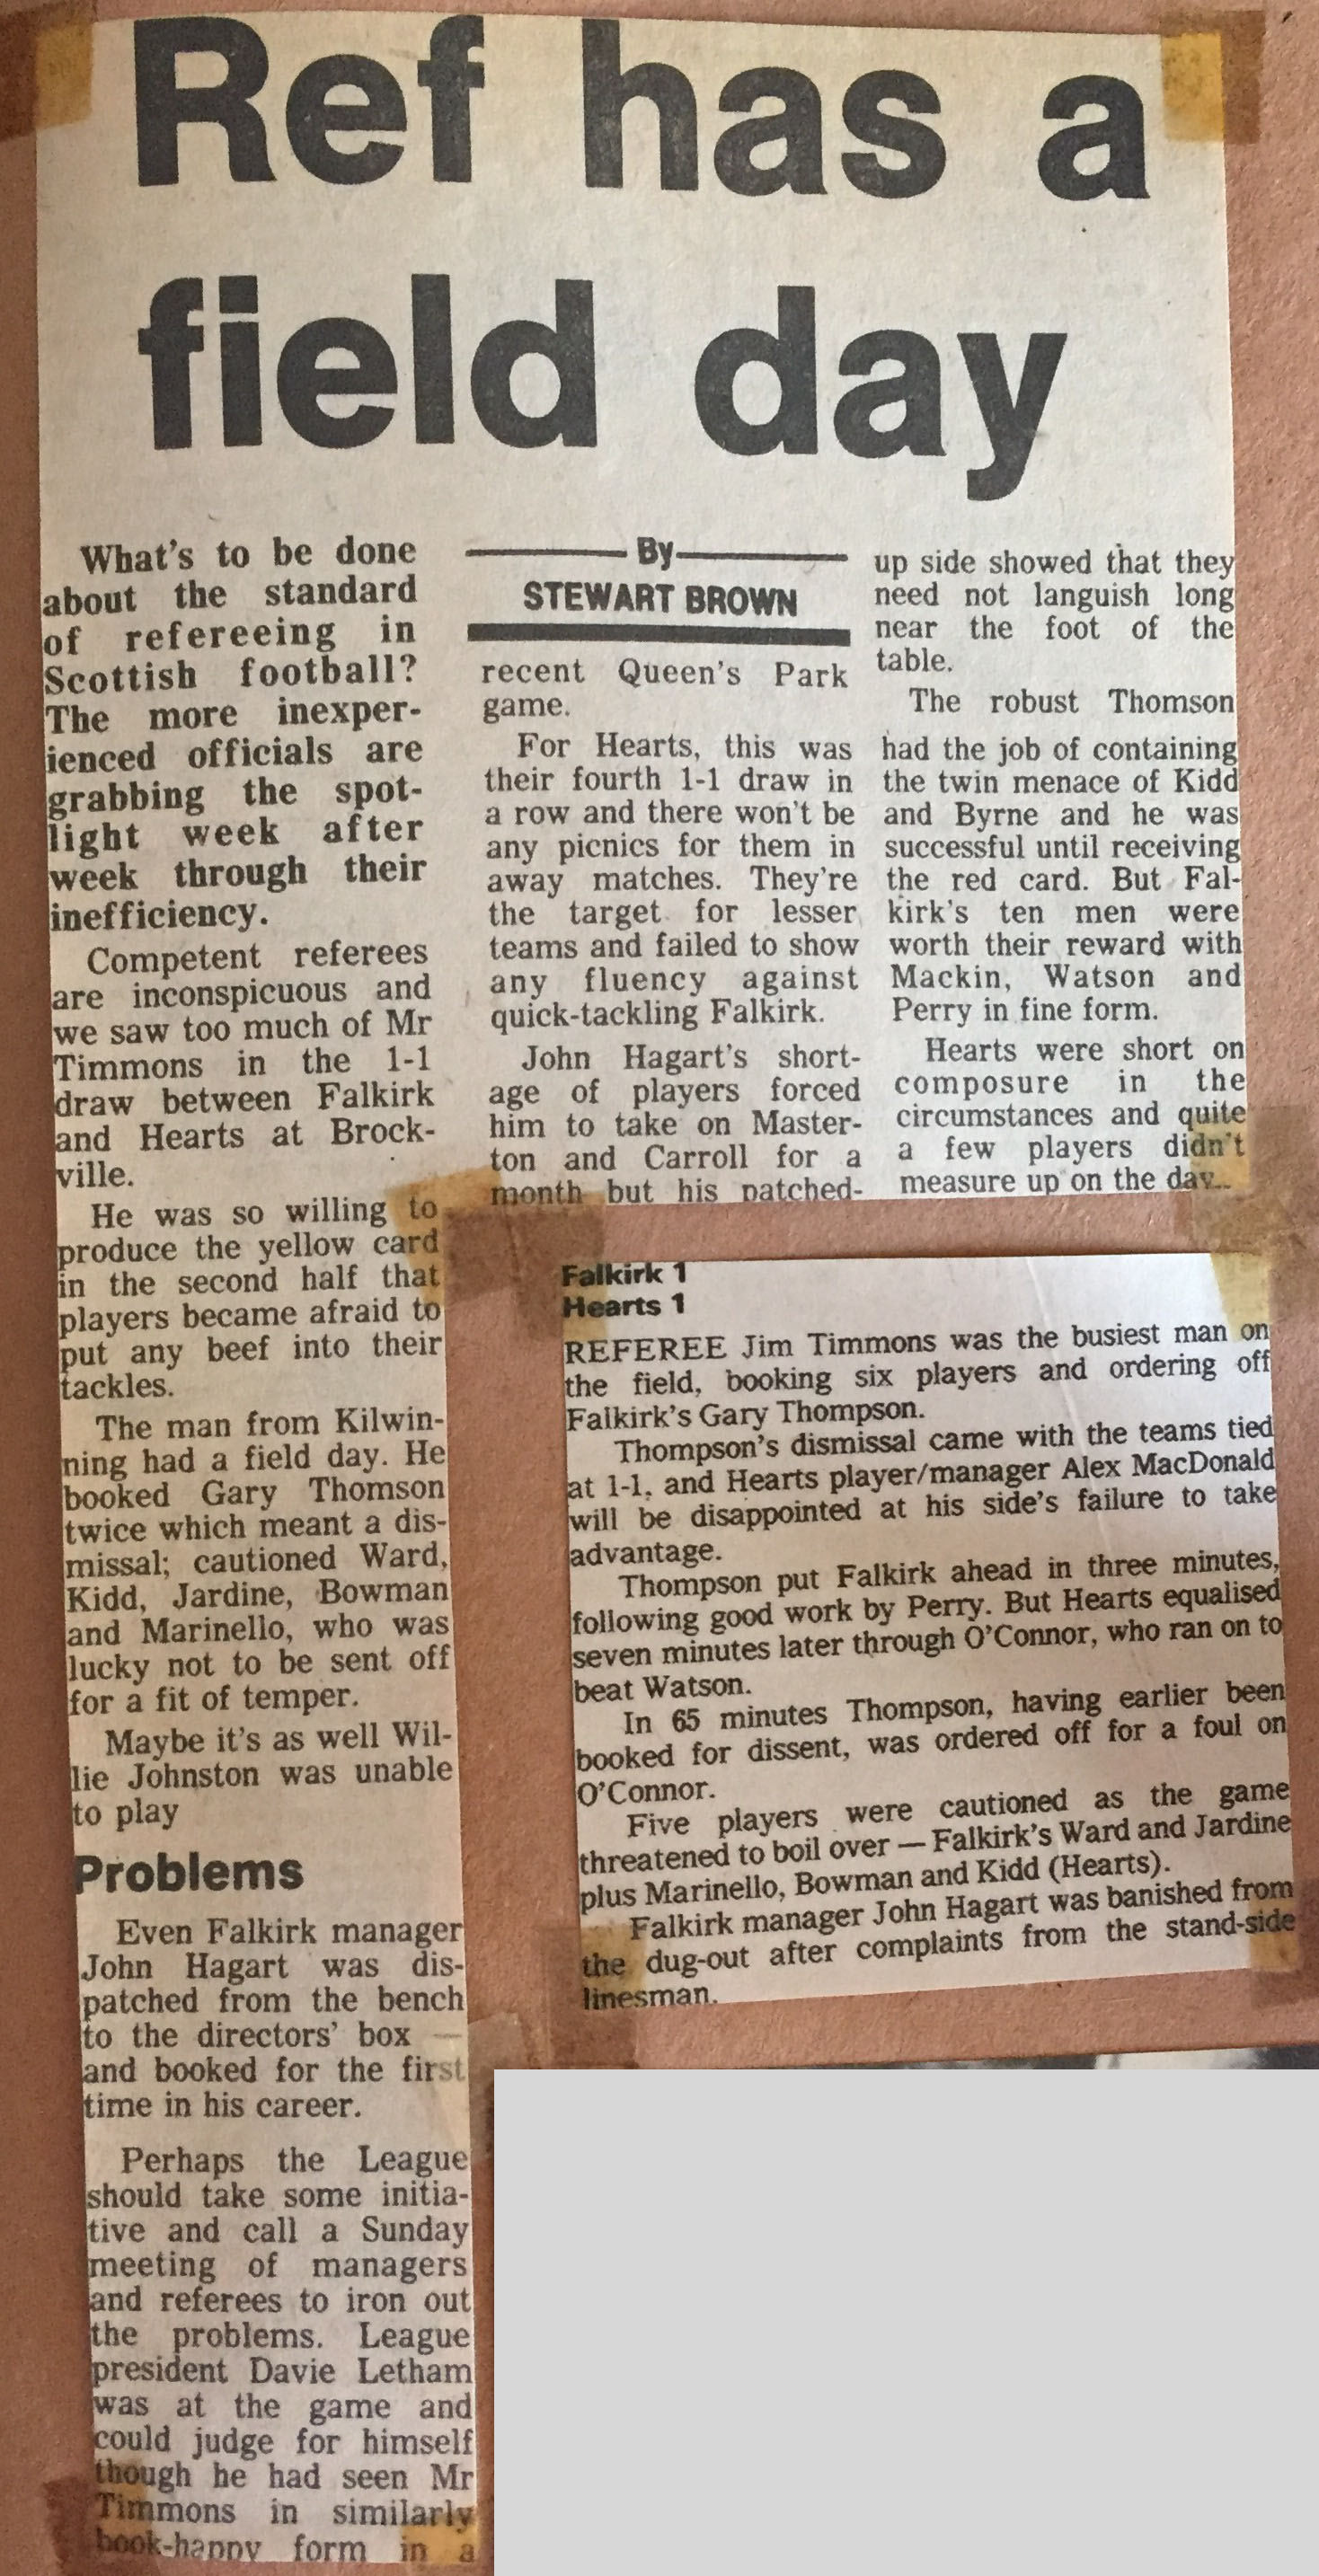 Ref has a
field day
What's to be done
about the standard
of refereeing in
Scottish football?
The more inexper-
ienced officials are
grabbing the spot-
light week after
week through their
inefficiency.
Competent referees
are inconspicuous and
we saw too much of Mr
Timmons in the 1-1
draw between Falkirk
and Hearts at Brock-
ville.
He was so willing to
produce the yellow card
in the second half that
players became afraid to
put any beef into their
tackles.
The man from Kilwin-
ning had a field day. He
booked Gary Thomson
twice which meant a dis-
missal; cautioned Ward,
Kidd, Jardine, Bowman
and Marinello, who was
lucky not to be sent off
for a fit of temper.
Maybe it's as well Wil-
lie Johnston was unable
to play
Problems
Even Falkirk manager
John Hagart was dis-
patched from the bench
to the directors' box —
and booked for the first
time in his career.
Perhaps the League
should take some initia-
tive and call a Sunday
meeting of managers
and referees to iron out
the problems. League
president Davie Letham
was at the game and
could judge for himself
though he had seen Mr
Timmons in similarly
book-happy form in a
By
STEWART BROWN
recent Queen's Park
game.
For Hearts, this was
their fourth 1-1 draw in
a row and there won't be
any picnics for them in
away matches. They're
the target for lesser
teams and failed to show
any fluency against
quick-tackling Falkirk.
John Hagart's short-
age of players forced
him to take on Master-
ton and Carroll for a
month but his patched-
up side showed that they
need not languish long
near the foot of the
table.
The robust Thomson
had the job of containing
the twin menace of Kidd
and Byrne and he was
successful until receiving
the red card. But Fal-
kirk's ten men were
worth their reward with
Mackin, Watson and
Perry in fine form.
Hearts were short on
composure in the
circumstances and quite
a few players didn't
measure up on the day..
Falkirk 1
Hearts 1
REFEREE Jim Timmons was the busiest man on
the field, booking six players and ordering off
Falkirk's Gary Thompson.
Thompson's dismissal came with the teams tied
at 1-1, and Hearts player/manager Alex MacDonald
will be disappointed at his side's failure to take
advantage.
Thompson put Falkirk ahead in three minutes,
following good work by Perry. But Hearts equalised
seven minutes later through O'Connor, who ran on to
beat Watson.
In 65 minutes Thompson, having earlier been
booked for dissent, was ordered off for a foul on
O'Connor.
Five players were cautioned as the game
threatened to boil over — Falkirk's Ward and Jardine
plus Marinello, Bowman and Kidd (Hearts).
Falkirk manager John Hagart was banished from
the dug-out after complaints from the stand-side
linesman.